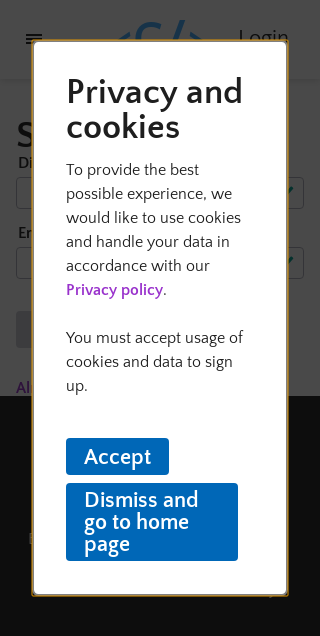 Login
Privacy and
cookies
To provide the best
possible experience, we
would like to use cookies
and handle your data in
accordance with our
Privacy policy.
You must accept usage of
cookies and data to sign
up.
Accept
Dismiss and
go to home
page